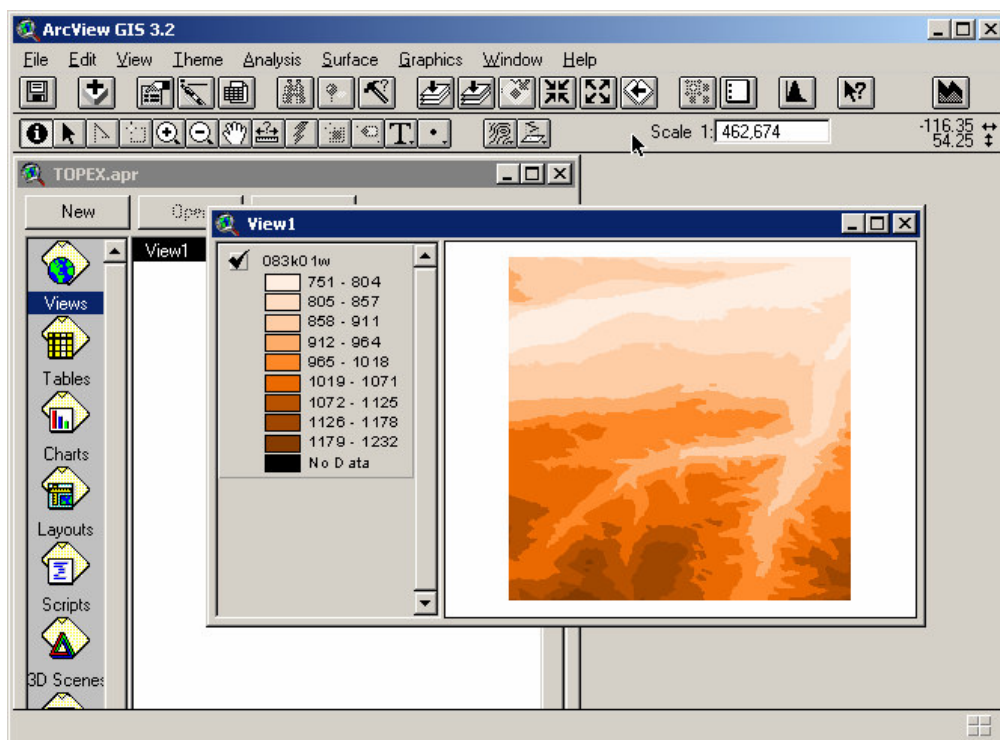 ArcView GIS 3.2
File Edit View Theme Analysis Surface Graphics Window Help
Scale 1: 462,674
-116.35
54.25
TOPEX.apr
New
View1
View1
Views
Tables
Charts
Layouts
Scripts
3D Scenes
083k01w
751 - 804
805 - 857
858 - 911
912 - 964
965 - 1018
1019 - 1071
1072 - 1125
1126 - 1178
1179 - 1232
No Data